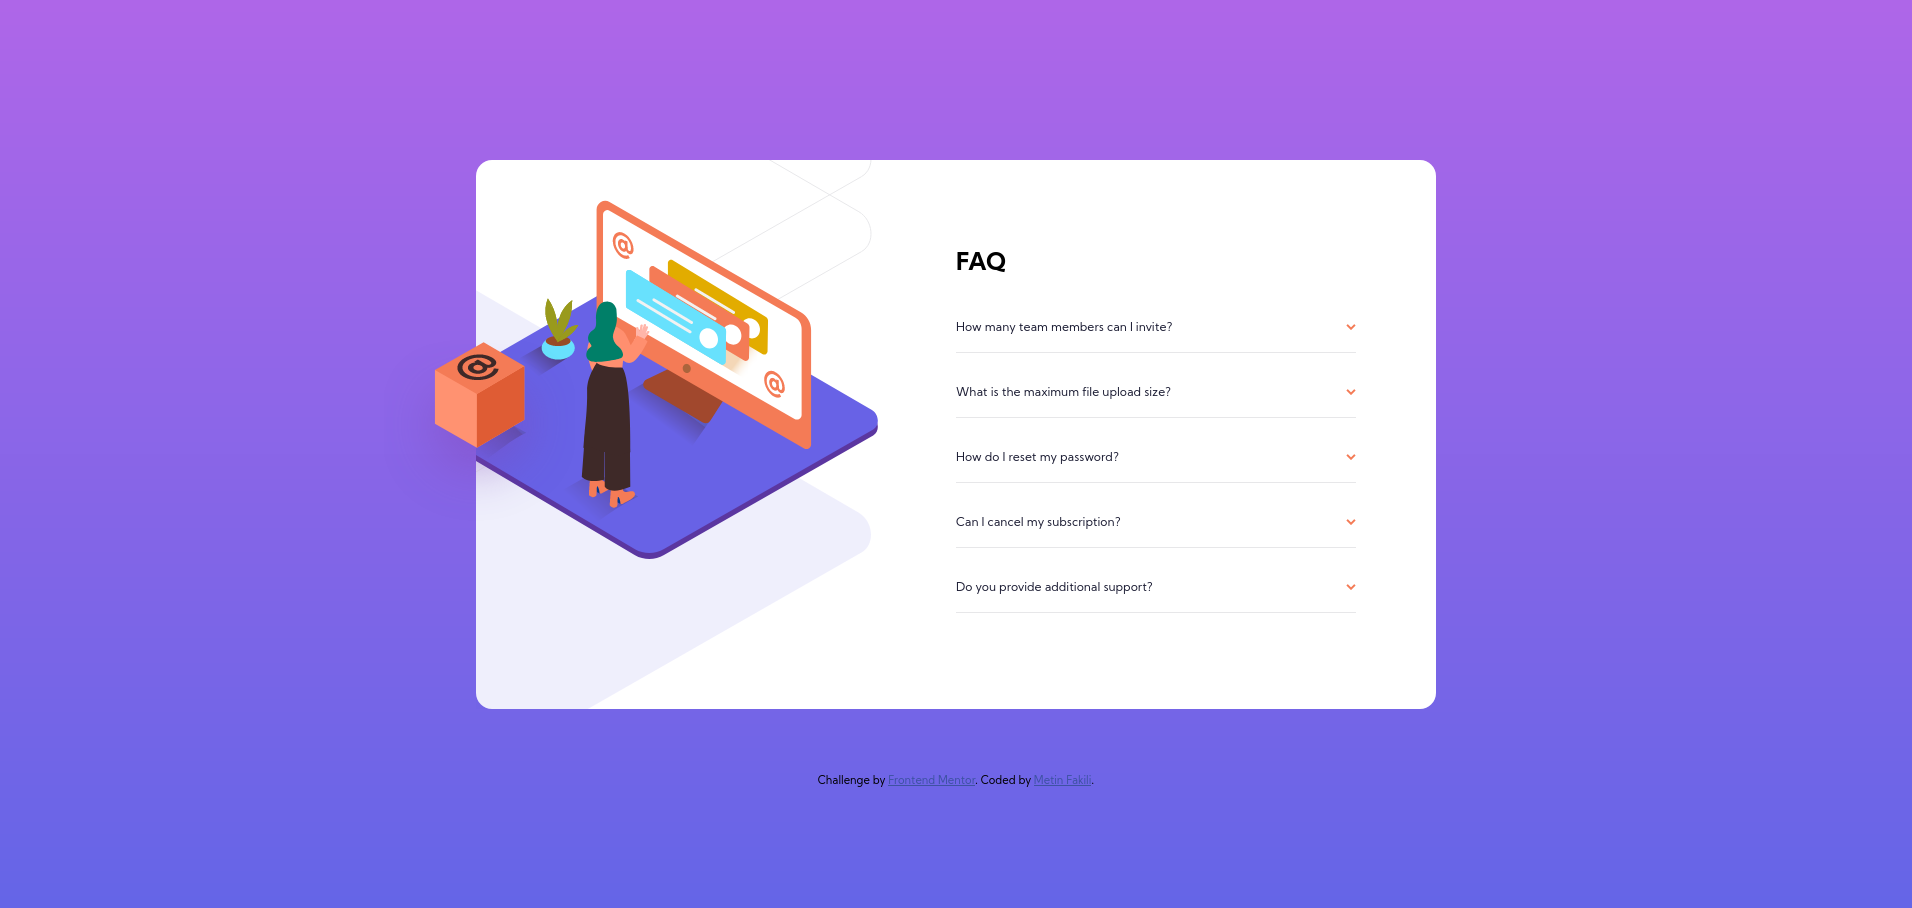 @
@
@
FAQ
How many team members can I invite?
What is the maximum file upload size?
How do I reset my password?
Can I cancel my subscription?
Do you provide additional support?
Challenge by Frontend Mentor. Coded by Metin Fakili.